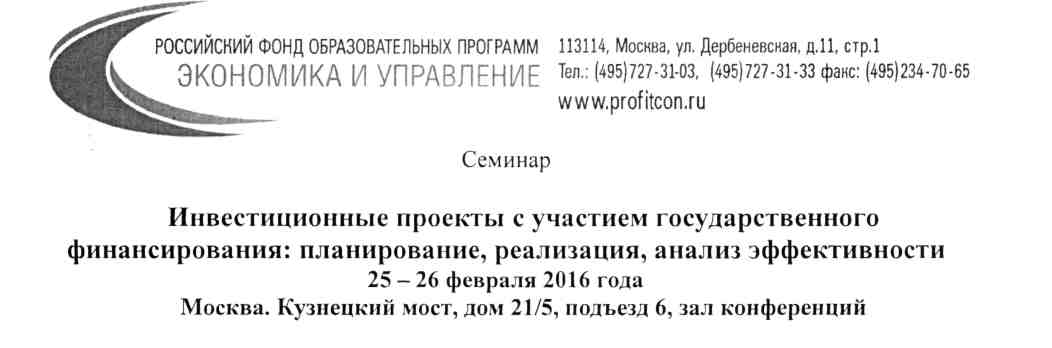 РОССИЙСКИЙ ФОНД ОБРАЗОВАТЕЛЬНЫХ ПРОГРАММ
ЭКОНОМИКА И УПРАВЛЕНИЕ
113114, Москва, ул. Дербеневская, д.11, стр.1
Тел.: (495)727-31-03, (495)727-31-33 факс: (495)234-70-65
www.profitcon.ru
Семинар
Инвестиционные проекты с участием государственного
финансирования: планирование, реализация, анализ эффективности
25 – 26 февраля 2016 года
Москва. Кузнецкий мост, дом 21/5, подъезд 6, зал конференций